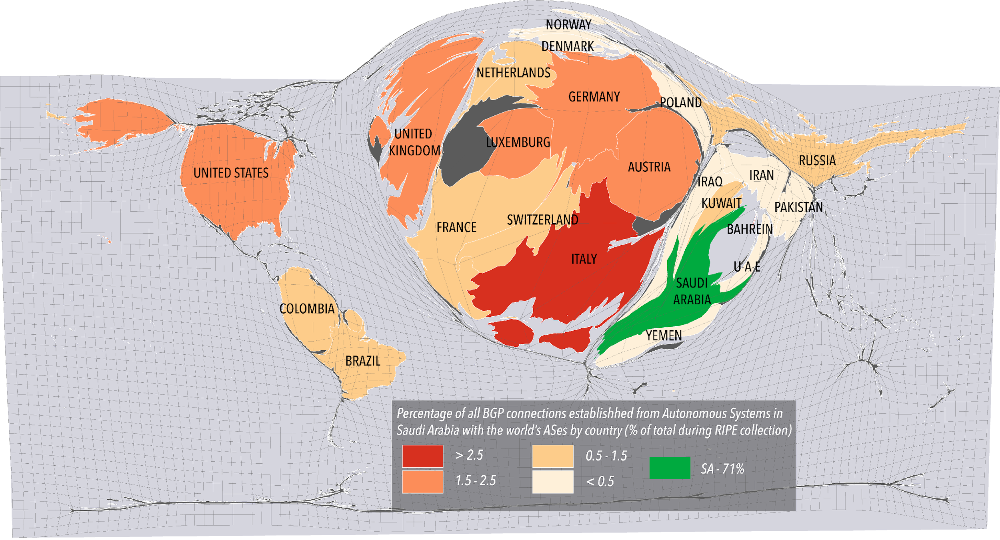 NORWAY
DENMARK
NETHERLANDS
GERMANY
POLAND
UNITED
KINGDOM
LUXEMBURG
RUSSIA
AUSTRIA
UNITED STATES
IRAQ
IRAN
KUWAIT
PAKISTAN
SWITZERLAND
FRANCE
BAHREIN
ITALY
U-A-E
SAUDI
ARABIA
COLOMBIA
YEMEN
BRAZIL
Percentage of all BGP connections establishhed from Autonomous Systems in
Saudi Arabia with the world's ASes by country (% of total during RIPE collection)
> 2.5
0.5 - 1.5
SA - 71%
1.5 - 2.5
< 0.5